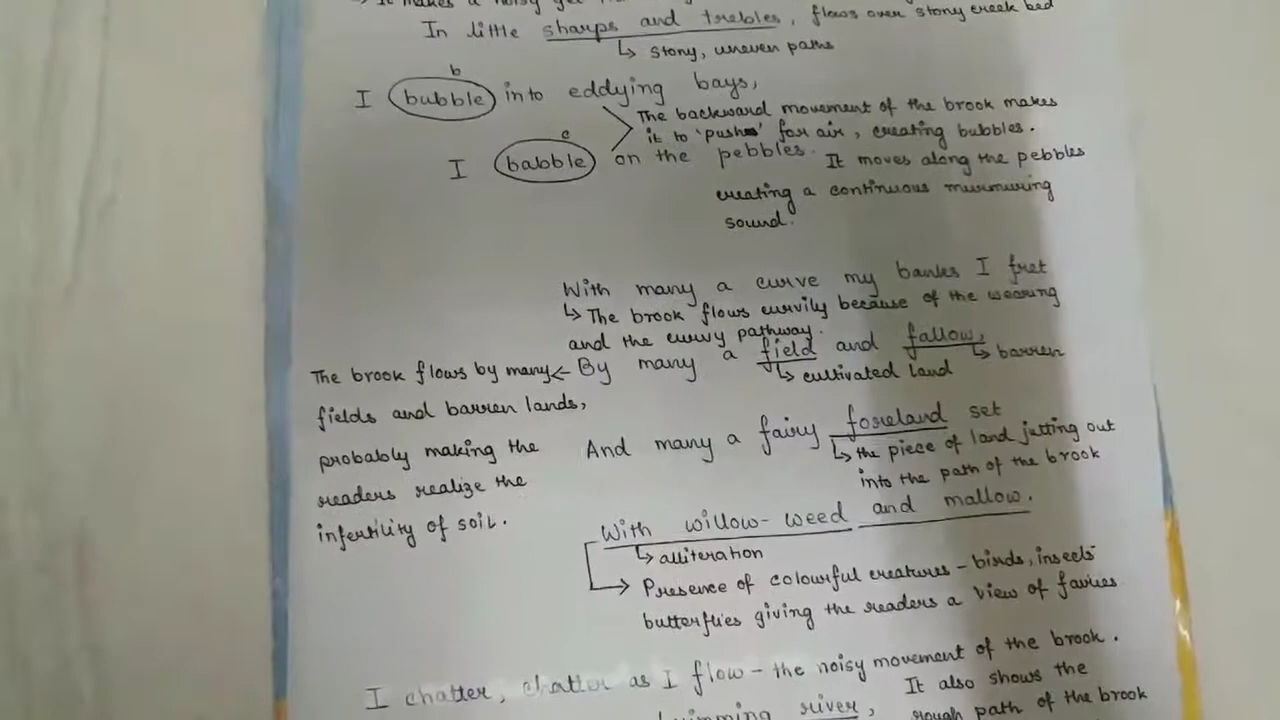 It makes a noisy
In little sharps and trebles, flows over stony creek bed
↳ stony, uneven paths
b
I bubble into eddying bays,
The backward movement of the brook makes
it to 'push' for air, creating bubbles.
c
I babble on the pebbles. It moves along the pebbles
creating a continuous murmuring
sound.
With many a curve my banks I fret
↳ The brook flows curvily because of the wearing
and the curvy pathway.
The brook flows by many ← By many a field and fallow,
↳ barren
↳ cultivated land
fields and barren lands,
probably making the
readers realize the
infertility of soil.
And many a fairy foreland set
↳ the piece of land jutting out
into the path of the brook
With willow-weed and mallow.
↳ alliteration
→ Presence of colourful creatures - birds, insects
butterflies giving the readers a view of fairies
I chatter, chatter as I flow - the noisy movement of the brook.
It also shows the
river,
rough path of the brook